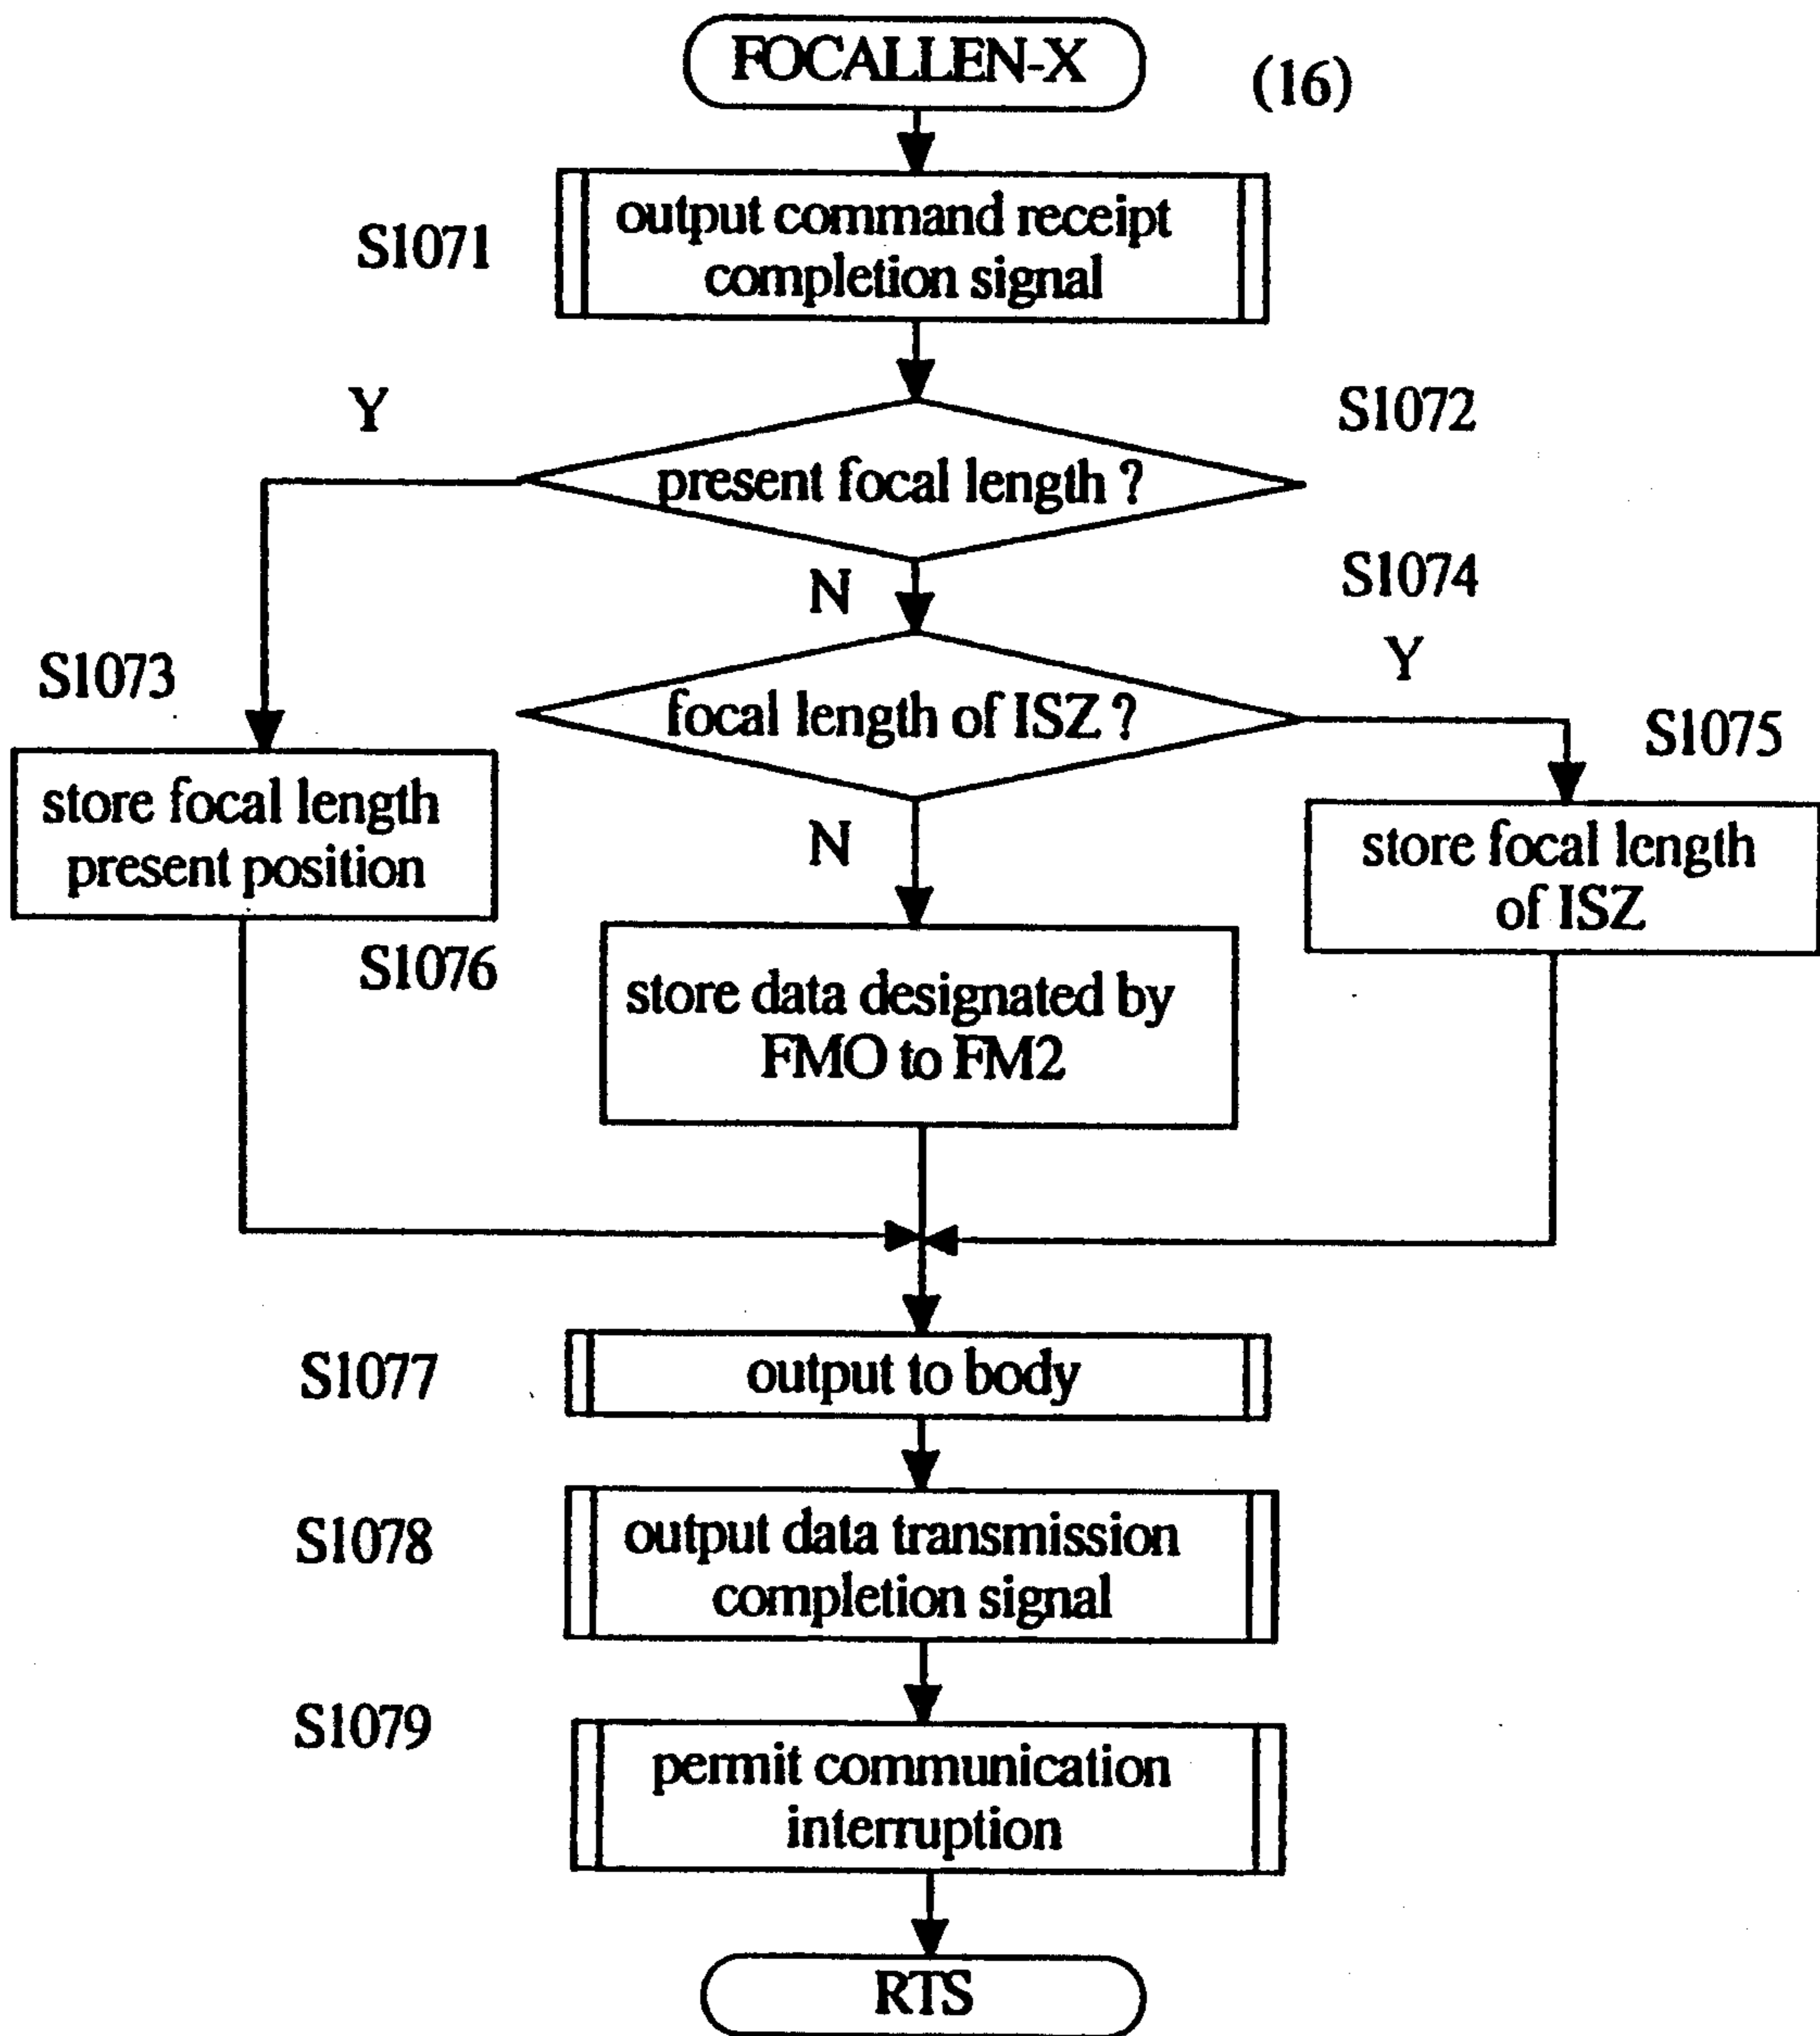 FOCALLEN-X
(16)
S1071
output command receipt
completion signal
Y
S1072
present focal length ?
N
S1074
Y
S1073
focal length of ISZ ?
S1075
store focal length
present position
N
store focal length
of ISZ
S1076
store data designated by
FMO to FM2
S1077
output to body
S1078
output data transmission
completion signal
S1079
permit communication
interruption
RTS